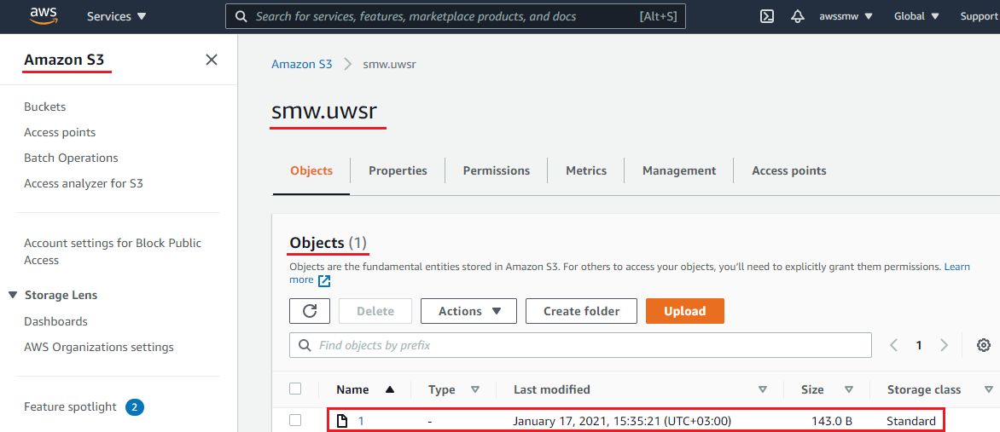 aws Services Search for services, features, marketplace products, and docs [Alt+S] awssmw Global Support
Amazon S3
Buckets
Access points
Batch Operations
Access analyzer for S3
Account settings for Block Public
Access
Storage Lens
Dashboards
AWS Organizations settings
Feature spotlight 2
Amazon S3 smw.uwsr
smw.uwsr
Objects Properties Permissions Metrics Management Access points
Objects (1)
Objects are the fundamental entities stored in Amazon S3. For others to access your objects, you'll need to explicitly grant them permissions. Learn
more
Delete Actions Create folder Upload
Find objects by prefix 1
Name Type Last modified Size Storage class
1 - January 17, 2021, 15:35:21 (UTC+03:00) 143.0 B Standard